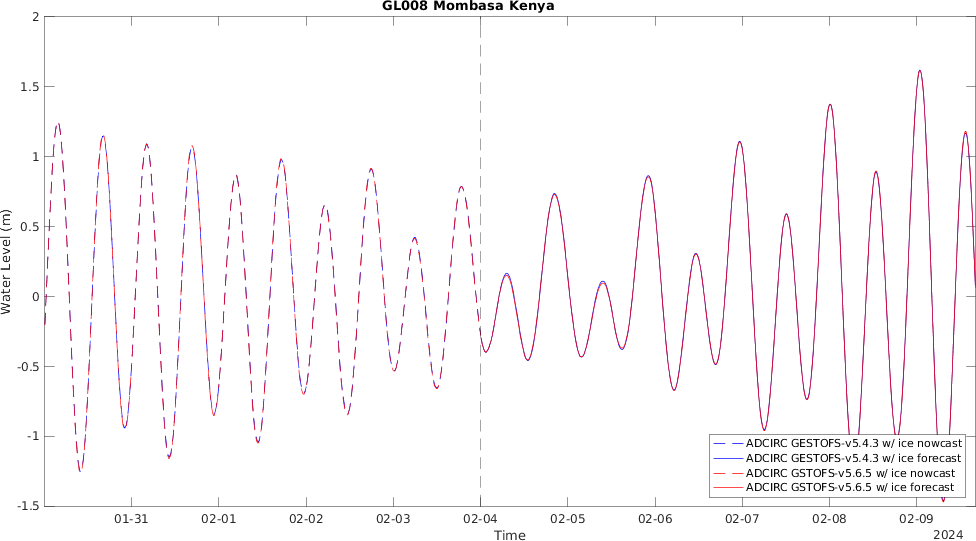 GL008 Mombasa Kenya
Water Level (m)
2
1.5
1
0.5
0
-0.5
-1
-1.5
ADCIRC GESTOFS-v5.4.3 w/ ice nowcast
ADCIRC GESTOFS-v5.4.3 w/ ice forecast
ADCIRC GSTOFS-v5.6.5 w/ ice nowcast
ADCIRC GSTOFS-v5.6.5 w/ ice forecast
01-31 02-01 02-02 02-03 02-04 02-05 02-06 02-07 02-08 02-09
Time
2024